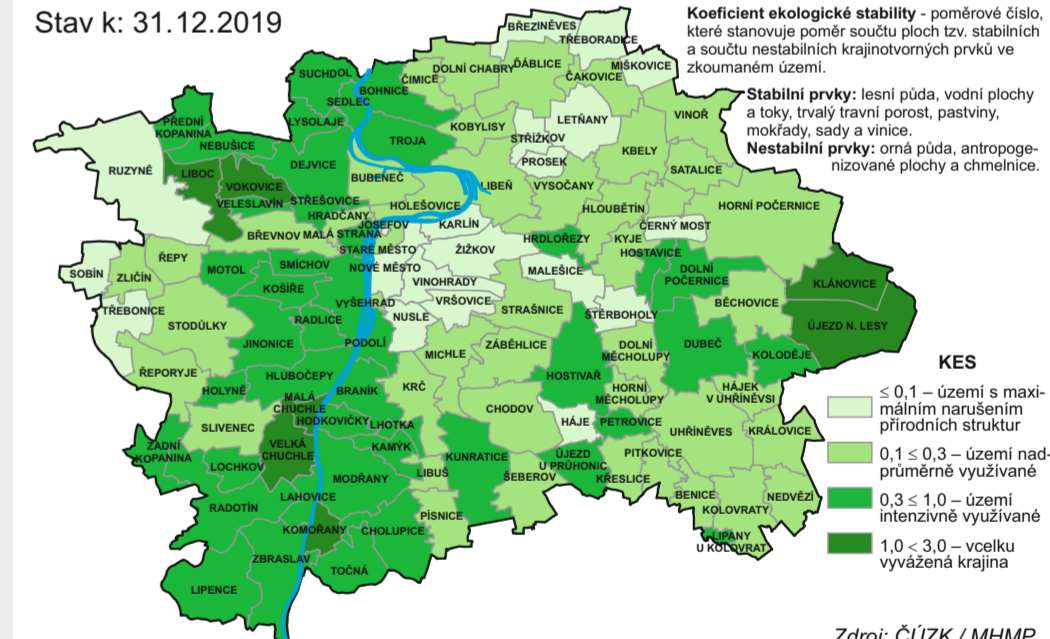 Stav k: 31.12.2019
Koeficient ekologické stability - poměrové číslo,
které stanovuje poměr součtu ploch tzv. stabilních
a součtu nestabilních krajinotvorných prvků ve
zkoumaném území.
Stabilní prvky: lesní půda, vodní plochy
a toky, trvalý travní porost, pastviny,
mokřady, sady a vinice.
Nestabilní prvky: orná půda, antropoge-
nizované plochy a chmelnice.
BŘEZINĚVES
TŘEBORADICE
MIŠKOVICE
ĎÁBLICE
DOLNÍ CHABRY
ČAKOVICE
ČIMICE
SUCHDOL
BOHNICE
SEDLEC
LYSOLAJE
PŘEDNÍ
KOPANINA
NEBUŠICE
TROJA
KOBYLISY
LETŇANY
STŘÍŽKOV
VINOŘ
KBELY
PROSEK
SATALICE
RUZYNĚ
LIBOC
VOKOVICE
DEJVICE
BUBENEČ
LIBEŇ
VYSOČANY
VELESLAVÍN
STŘEŠOVICE
HOLEŠOVICE
HLOUBĚTÍN
HORNÍ POČERNICE
HRADČANY
JOSEFOV
KARLÍN
ČERNÝ MOST
BŘEVNOV
MALÁ STRANA
STARÉ MĚSTO
ŽIŽKOV
HRDLOŘEZY
KYJE
HOSTAVICE
ŘEPY
SOBÍN
ZLIČÍN
MOTOL
SMÍCHOV
NOVÉ MĚSTO
MALEŠICE
DOLNÍ
POČERNICE
KLÁNOVICE
KOŠÍŘE
VINOHRADY
VYŠEHRAD
VRŠOVICE
BĚCHOVICE
TŘEBONICE
STODŮLKY
RADLICE
NUSLE
STRAŠNICE
ŠTĚRBOHOLY
ÚJEZD N. LESY
JINONICE
PODOLÍ
MICHLE
ZÁBĚHLICE
DOLNÍ
MĚCHOLUPY
DUBEČ
KOLODĚJE
ŘEPORYJE
HLUBOČEPY
HOSTIVAŘ
HOLYNĚ
MALÁ
CHUCHLE
BRANÍK
KRČ
HORNÍ
MĚCHOLUPY
HÁJEK
V UHŘÍNĚVSI
CHODOV
HODKOVIČKY
LHOTKA
HÁJE
PETROVICE
SLIVENEC
UHŘÍNĚVES
KRÁLOVICE
ZADNÍ
KOPANINA
VELKÁ
CHUCHLE
KAMÝK
LOCHKOV
KUNRATICE
ÚJEZD
U PRŮHONIC
PITKOVICE
LIBUŠ
ŠEBEROV
KŘESLICE
MODŘANY
RADOTÍN
LAHOVICE
BENICE
NEDVĚZÍ
KOLOVRATY
PÍSNICE
KOMOŘANY
CHOLUPICE
LIPANY
U KOLOVRAT
ZBRASLAV
TOČNÁ
LIPENCE
KES
≤ 0,1 – území s maxi-
málním narušením
přírodních struktur
0,1 ≤ 0,3 – území nad-
průměrně využívané
0,3 ≤ 1,0 – území
intenzivně využívané
1,0 < 3,0 – vcelku
vyvážená krajina
Zdroj: ČÚZK / MHMP